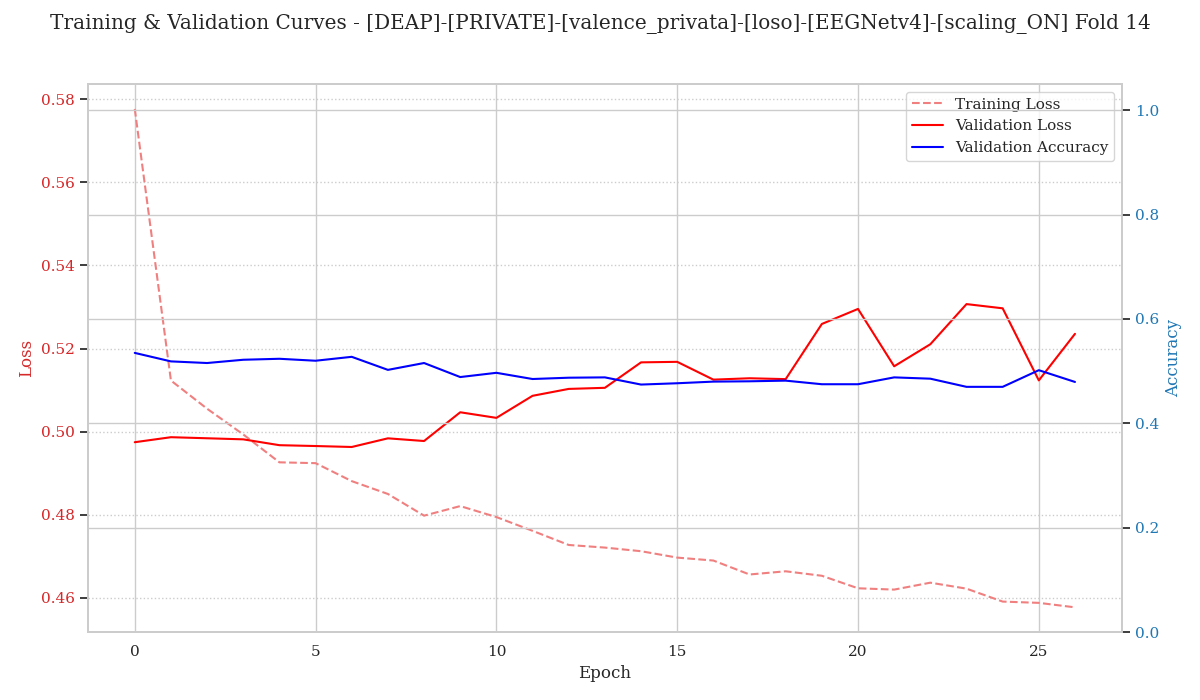 Training & Validation Curves - [DEAP]-[PRIVATE]-[valence_privata]-[loso]-[EEGNetv4]-[scaling_ON] Fold 14
Training Loss
Validation Loss
Validation Accuracy
0.58
0.56
0.54
0.52
0.50
0.48
0.46
Loss
1.0
0.8
0.6
0.4
0.2
0.0
Accuracy
0
5
10
15
20
25
Epoch